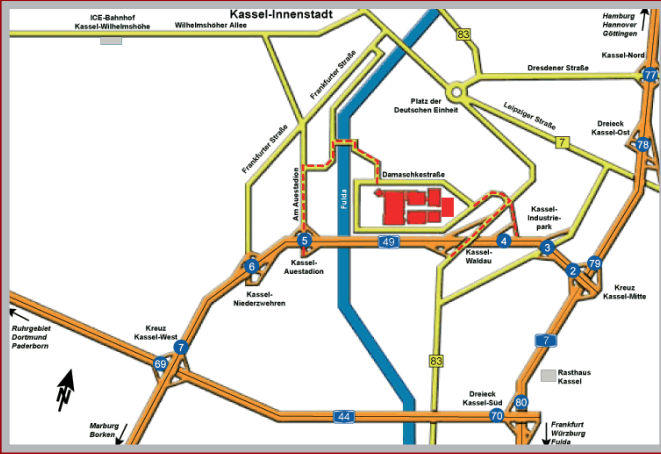 ICE-Bahnhof
Kassel-Wilhelmshöhe
Wilhelmshöher Allee
Kassel-Innenstadt
83
Hamburg
Hannover
Göttingen
Kassel-Nord
77
Dresdener Straße
Frankfurter Straße
Platz der
Deutschen Einheit
Leipziger Straße
7
Dreieck
Kassel-Ost
78
Frankfurter Straße
Am Auestadion
Fulda
Damaschkestraße
Kassel-
Industrie-
park
5
49
4
3
Kassel-
Auestadion
Kassel-
Waldau
6
Kassel-
Niederzwehren
2
79
Kreuz
Kassel-Mitte
Ruhrgebiet
Dortmund
Paderborn
Kreuz
Kassel-West
7
69
7
83
Rasthaus
Kassel
N
Dreieck
Kassel-Süd
80
70
44
Marburg
Borken
Frankfurt
Würzburg
Fulda